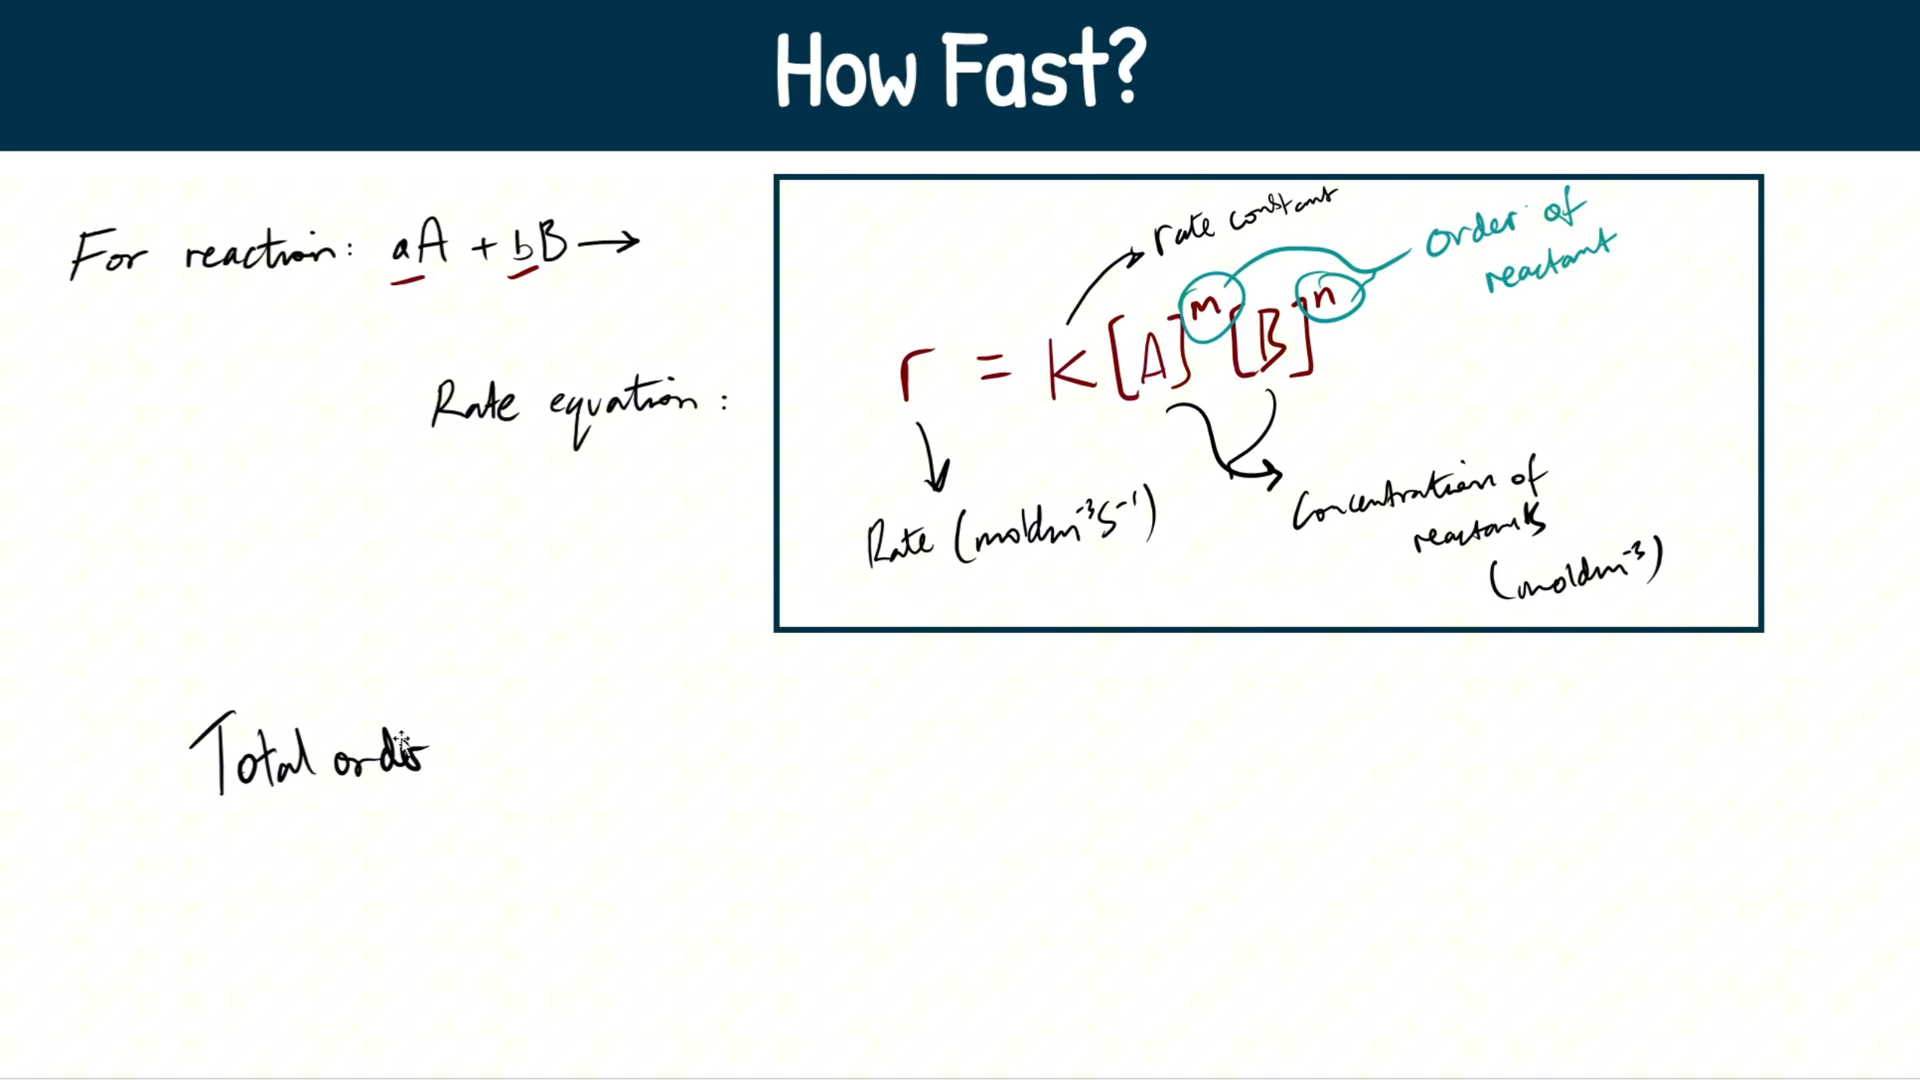 How Fast?
For reaction: aA + bB →
rate constant
order of
reactant
r = k[A]^m [B]^n
Rate equation:
Rate (moldm⁻³s⁻¹)
Concentration of
reactants
(moldm⁻³)
Total orde